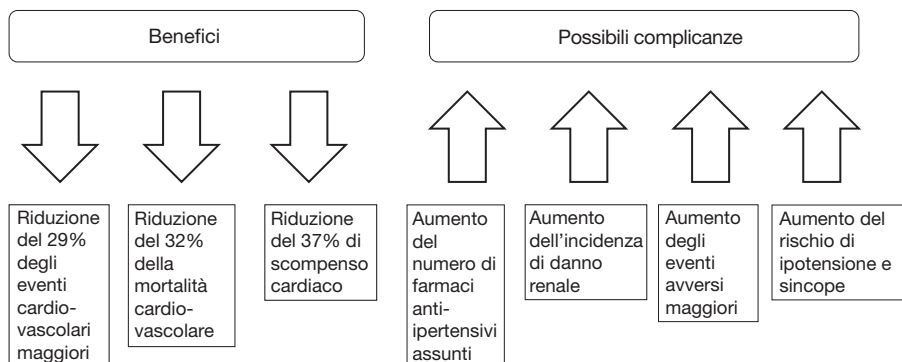 Benefici
Possibili complicanze
Riduzione
del 29%
degli
eventi
cardio-
vascolari
maggiori
Riduzione
del 32%
della
mortalità
cardio-
vascolare
Riduzione
del 37% di
scompenso
cardiaco
Aumento
del
numero di
farmaci
anti-
ipertensivi
assunti
Aumento
dell'incidenza
di danno
renale
Aumento
degli
eventi
avversi
maggiori
Aumento del
rischio di
ipotensione e
sincope